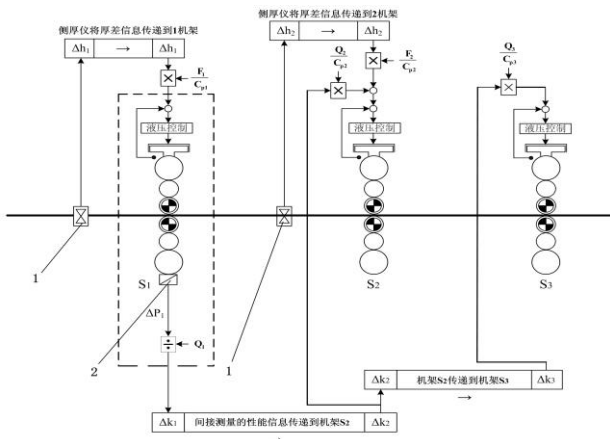 侧厚仪将厚差信息传递到1机架
Δh₁ → Δh₁
F₁
Cp1
×
液压控制
侧厚仪将厚差信息传递到2机架
Δh₂ → Δh₂
Q₂
Cp2
×
F₂
Cp2
×
液压控制
Q₃
Cp3
×
液压控制
1
S1
2
ΔP₁
÷
Q₁
1
S2
S3
Δk₁ 间接测量的性能信息传递到机架S2 Δk₂
Δk₂ 机架S2传递到机架S3 Δk₃
→